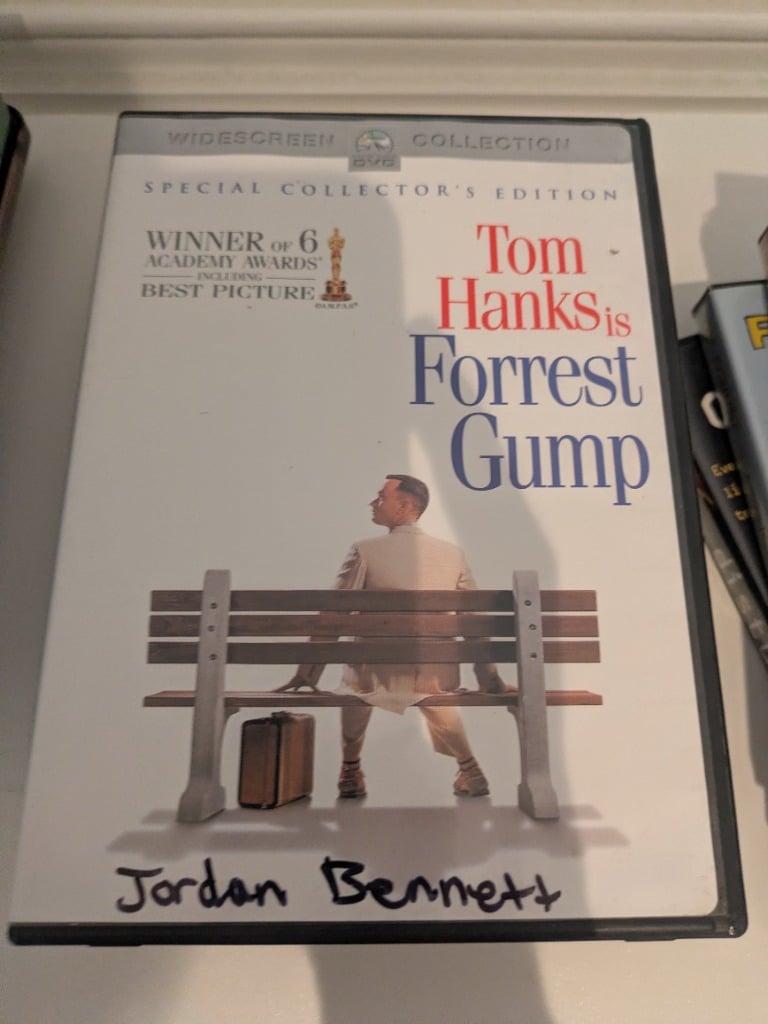 WIDESCREEN DVD COLLECTION
SPECIAL COLLECTOR'S EDITION
WINNER OF 6
ACADEMY AWARDS®
INCLUDING
BEST PICTURE
©A.M.P.A.S.®
Tom
Hanks is
Forrest
Gump
Jordan Bennett